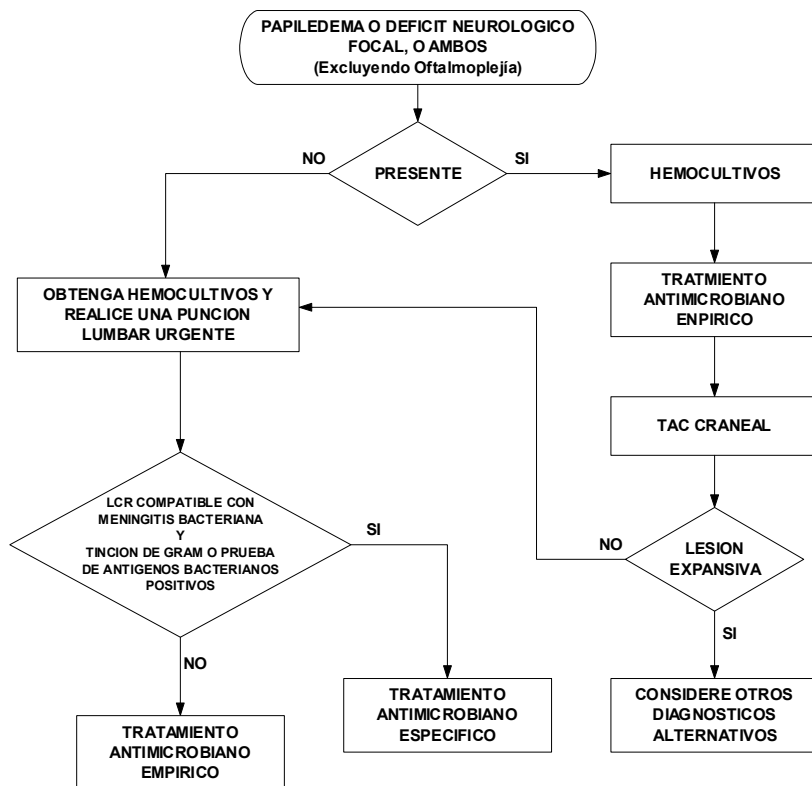 PAPILEDEMA O DEFICIT NEUROLOGICO
FOCAL, O AMBOS
(Excluyendo Oftalmoplejía)
NO
SI
PRESENTE
HEMOCULTIVOS
OBTENGA HEMOCULTIVOS Y
REALICE UNA PUNCION
LUMBAR URGENTE
TRATMIENTO
ANTIMICROBIANO
ENPIRICO
TAC CRANEAL
LCR COMPATIBLE CON
MENINGITIS BACTERIANA
Y
TINCION DE GRAM O PRUEBA
DE ANTIGENOS BACTERIANOS
POSITIVOS
SI
NO
LESION
EXPANSIVA
NO
SI
TRATAMIENTO
ANTIMICROBIANO
EMPIRICO
TRATAMIENTO
ANTIMICROBIANO
ESPECIFICO
CONSIDERE OTROS
DIAGNOSTICOS
ALTERNATIVOS